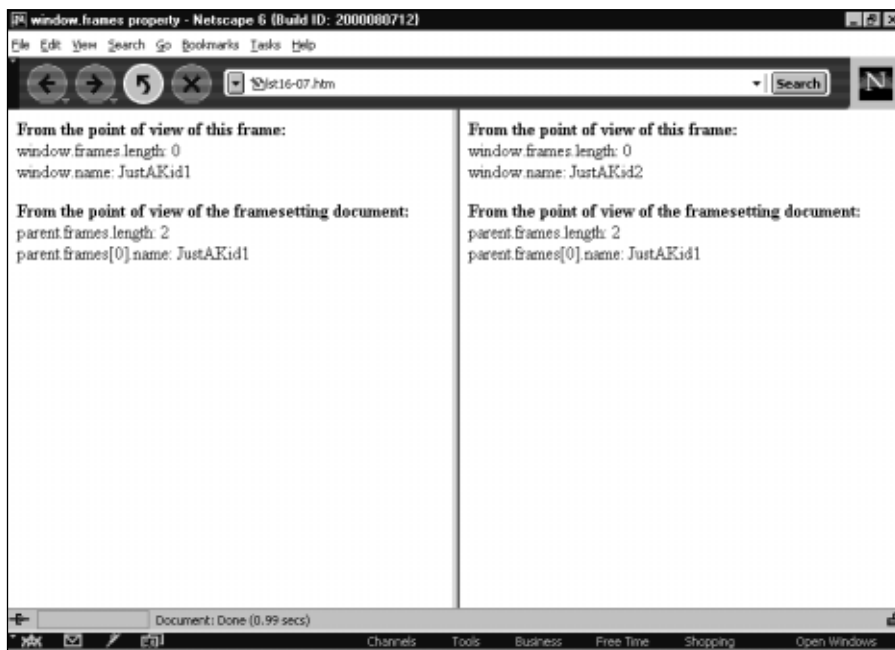 window.frames property - Netscape 6 {Build ID: 2000080712}
File Edit View Search Go Bookmarks Tasks Help
lst16-07.htm Search N
From the point of view of this frame:
window.frames.length: 0
window.name: JustAKid1
From the point of view of the framesetting document:
parent.frames.length: 2
parent.frames[0].name: JustAKid1
From the point of view of this frame:
window.frames.length: 0
window.name: JustAKid2
From the point of view of the framesetting document:
parent.frames.length: 2
parent.frames[0].name: JustAKid1
Document: Done (0.99 secs)
Channels Tools Business Free Time Shopping Open Windows